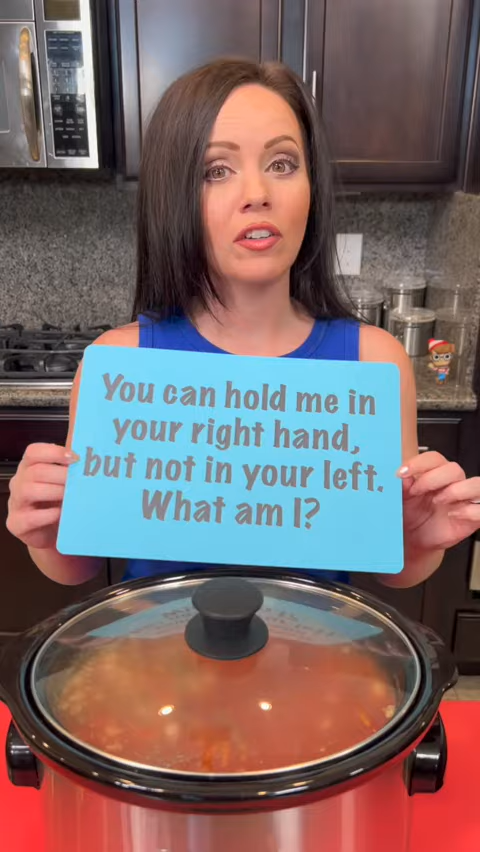 You can hold me in
your right hand,
but not in your left.
What am I?